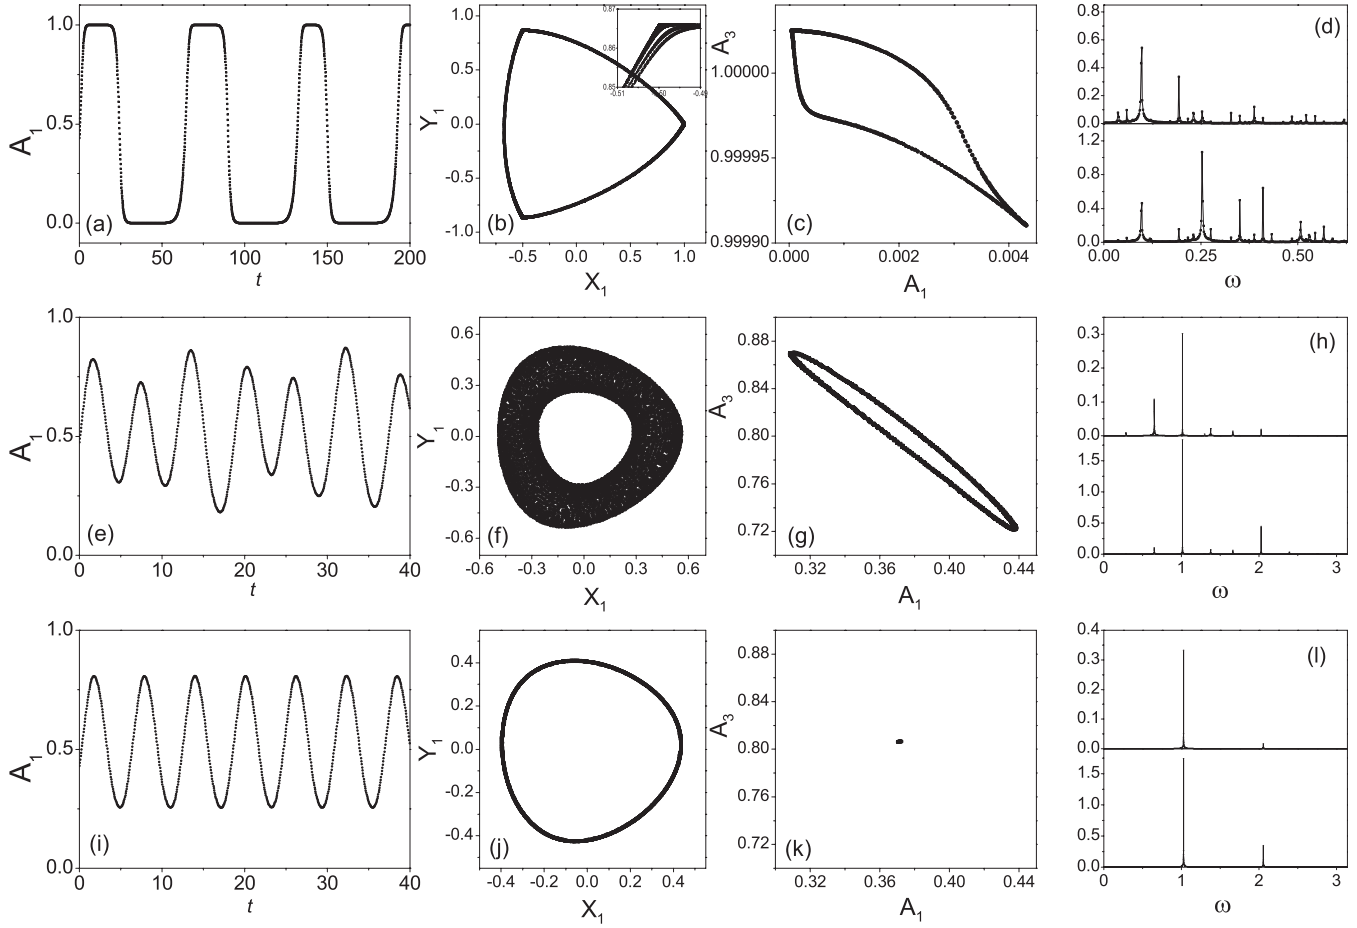 1.0
0.5
0.0
A1
(a)
0 50 100 150 200
t
1.0
0.5
0.0
-0.5
-1.0
Y1
(b)
-0.5 0.0 0.5 1.0
X1
0.87
0.86
0.85
-0.51 -.50 -0.49
A3
1.00000
0.99995
0.99990
(c)
0.000 0.002 0.004
A1
0.8
0.6
0.4
0.2
0.0
(d)
1.2
0.8
0.4
0.0
0.00 0.25 0.50
ω
1.0
0.5
0.0
A1
(e)
0 10 20 30 40
t
0.6
0.3
0.0
-0.3
-0.6
Y1
(f)
-0.6 -0.3 0.0 0.3 0.6
X1
0.88
0.84
0.80
0.76
0.72
A3
(g)
0.32 0.36 0.40 0.44
A1
0.3
0.2
0.1
0.0
(h)
1.5
1.0
0.5
0.0
0 1 2 3
ω
1.0
0.5
0.0
A1
(i)
0 10 20 30 40
t
0.4
0.0
-0.4
Y1
(j)
-0.4 -0.2 0.0 0.2 0.4
X1
0.88
0.84
0.80
0.76
0.72
A3
(k)
0.32 0.36 0.40 0.44
A1
0.4
0.3
0.2
0.1
0.0
(l)
1.5
1.0
0.5
0.0
0 1 2 3
ω